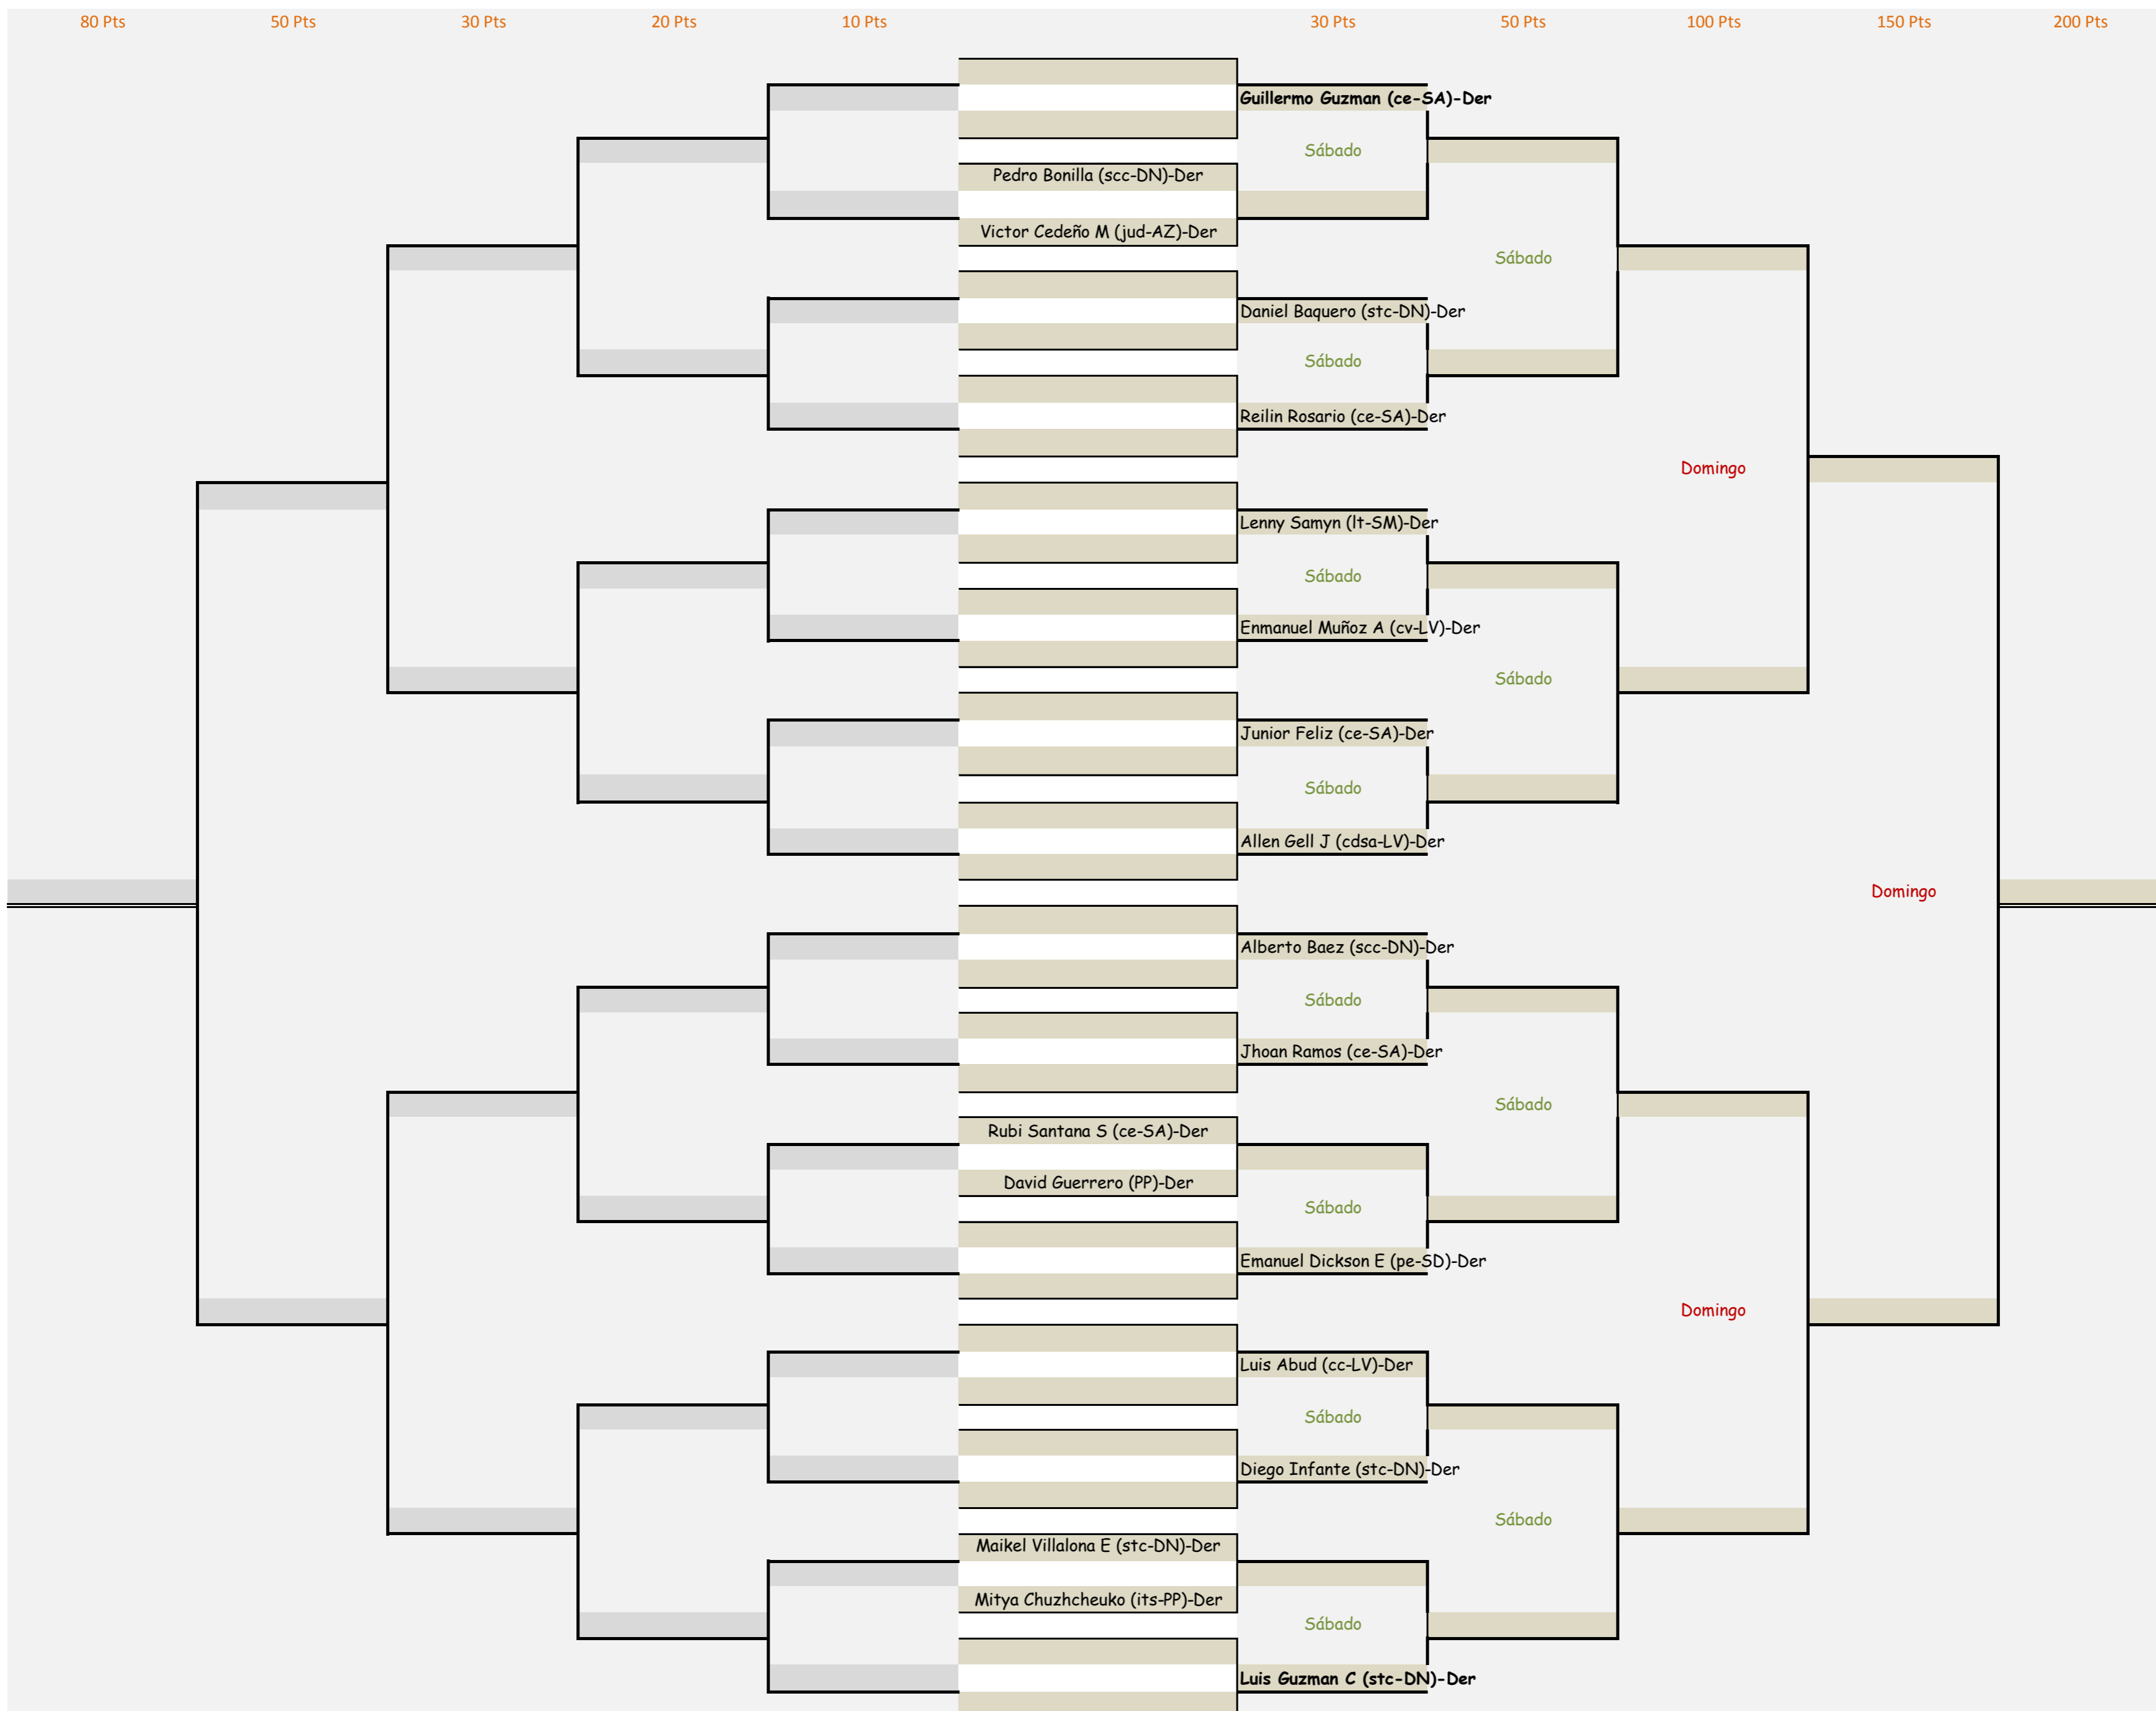 80 Pts 50 Pts 30 Pts 20 Pts 10 Pts 30 Pts 50 Pts 100 Pts 150 Pts 200 Pts
Guillermo Guzman (ce-SA)-Der
Sábado
Pedro Bonilla (scc-DN)-Der
Victor Cedeño M (jud-AZ)-Der
Sábado
Daniel Baquero (stc-DN)-Der
Sábado
Reilin Rosario (ce-SA)-Der
Domingo
Lenny Samyn (lt-SM)-Der
Sábado
Enmanuel Muñoz A (cv-LV)-Der
Sábado
Junior Feliz (ce-SA)-Der
Sábado
Allen Gell J (cdsa-LV)-Der
Domingo
Alberto Baez (scc-DN)-Der
Sábado
Jhoan Ramos (ce-SA)-Der
Sábado
Rubi Santana S (ce-SA)-Der
David Guerrero (PP)-Der
Sábado
Emanuel Dickson E (pe-SD)-Der
Domingo
Luis Abud (cc-LV)-Der
Sábado
Diego Infante (stc-DN)-Der
Sábado
Maikel Villalona E (stc-DN)-Der
Mitya Chuzhcheuko (its-PP)-Der
Sábado
Luis Guzman C (stc-DN)-Der